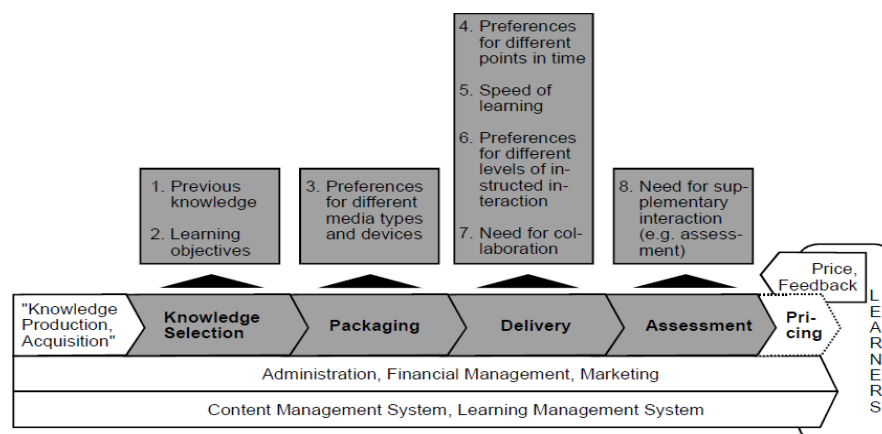 4. Preferences
for different
points in time
5. Speed of
learning
6. Preferences
for different
levels of in-
structed in-
teraction
7. Need for col-
laboration
1. Previous
knowledge
2. Learning
objectives
3. Preferences
for different
media types
and devices
8. Need for sup-
plementary
interaction
(e.g. assess-
ment)
Price,
Feedback
"Knowledge
Production,
Acquisition"
Knowledge
Selection
Packaging
Delivery
Assessment
Pri-
cing
LEARNERS
Administration, Financial Management, Marketing
Content Management System, Learning Management System